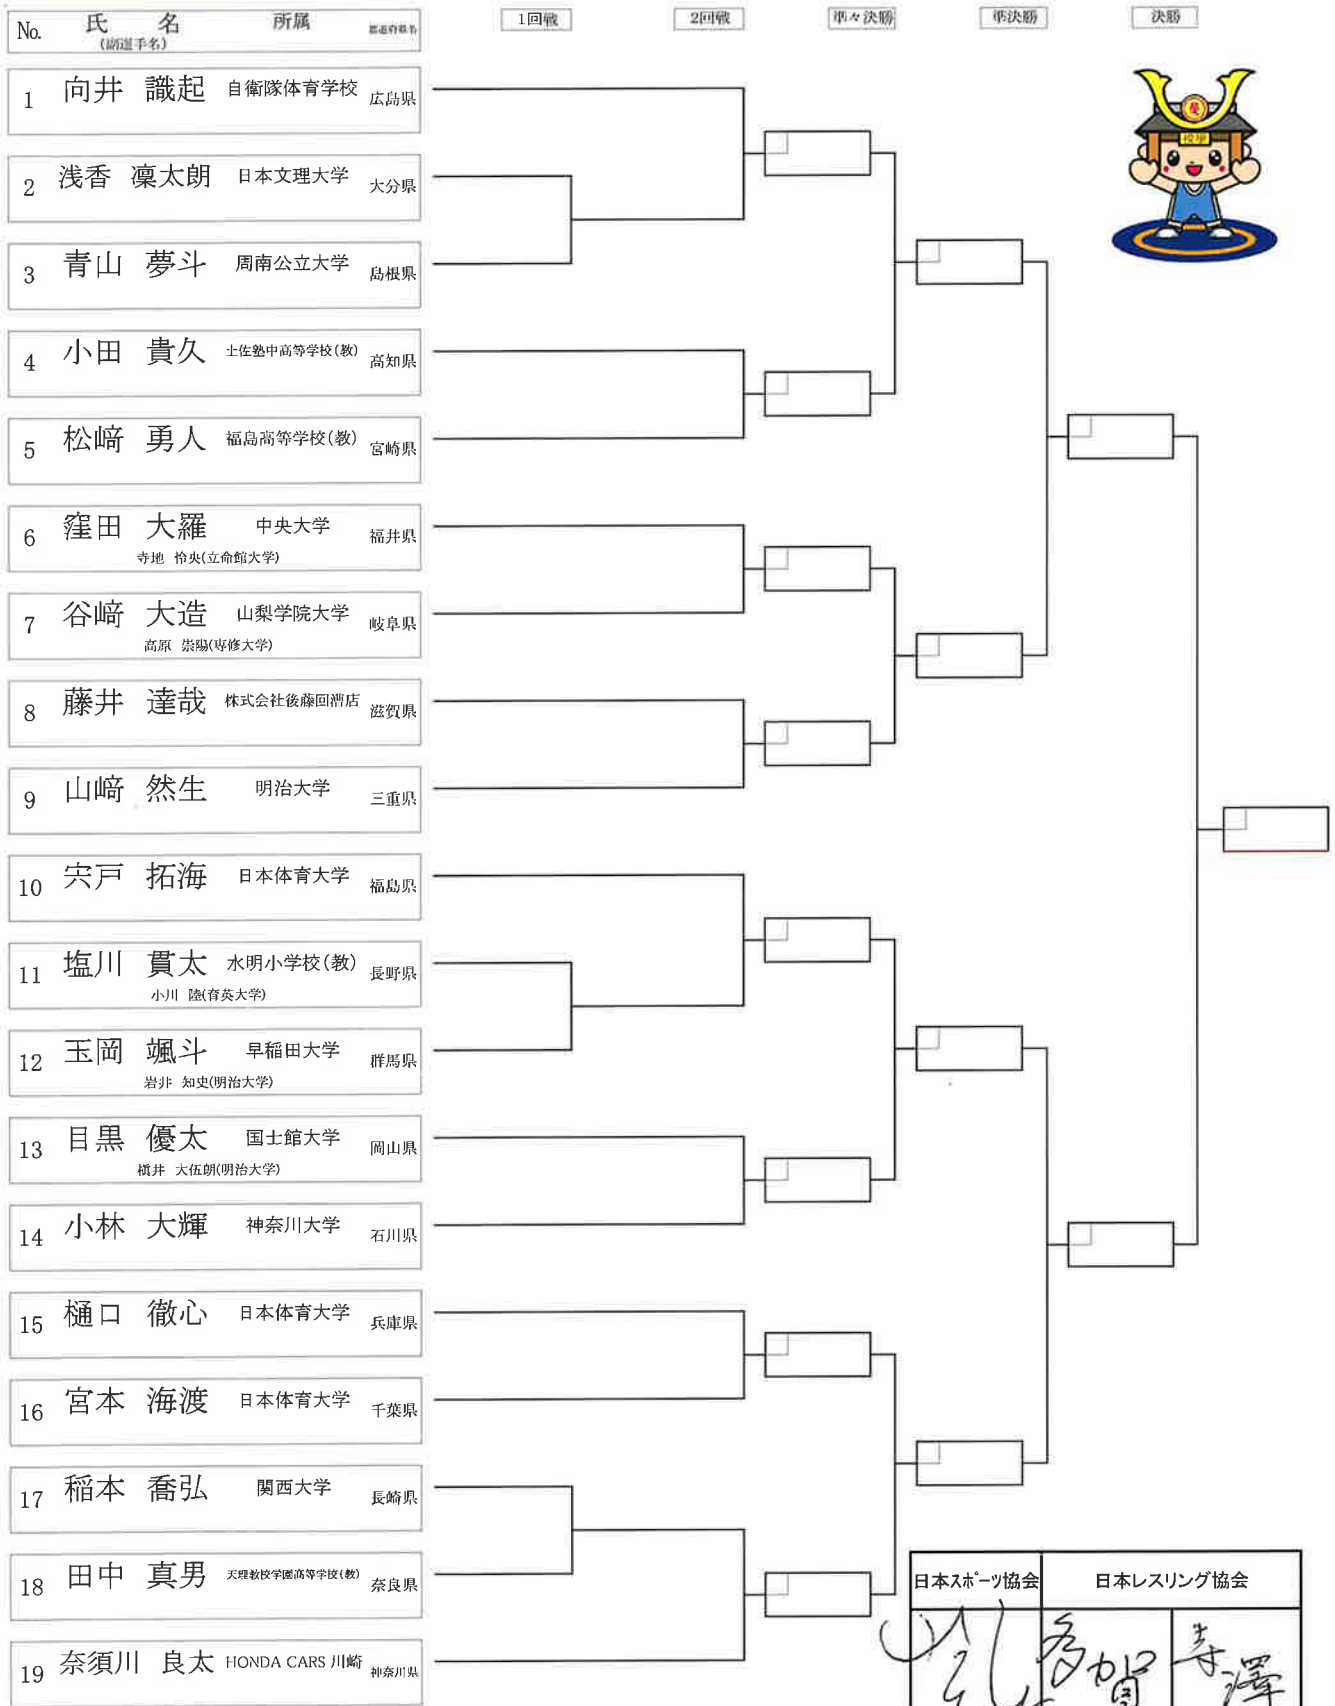 No. 氏 名 所属 都道府県名 1回戦 2回戦 準々決勝 準決勝 決勝
(副選手名)
1 向井 識起 自衛隊体育学校 広島県
2 浅香 凜太朗 日本文理大学 大分県
3 青山 夢斗 周南公立大学 島根県
4 小田 貴久 土佐塾中高等学校(教) 高知県
5 松﨑 勇人 福島高等学校(教) 宮崎県
6 窪田 大羅 中央大学 福井県
寺地 怜央(立命館大学)
7 谷﨑 大造 山梨学院大学 岐阜県
高原 崇陽(専修大学)
8 藤井 達哉 株式会社後藤回漕店 滋賀県
9 山﨑 然生 明治大学 三重県
10 宍戸 拓海 日本体育大学 福島県
11 塩川 貫太 水明小学校(教) 長野県
小川 陸(育英大学)
12 玉岡 颯斗 早稲田大学 群馬県
岩井 知史(明治大学)
13 目黒 優太 国士館大学 岡山県
槇井 大伍朗(明治大学)
14 小林 大輝 神奈川大学 石川県
15 樋口 徹心 日本体育大学 兵庫県
16 宮本 海渡 日本体育大学 千葉県
17 稲本 喬弘 関西大学 長崎県
18 田中 真男 天理教校学園高等学校(教) 奈良県
19 奈須川 良太 HONDA CARS 川崎 神奈川県
日本スポーツ協会 日本レスリング協会
多賀 寺澤